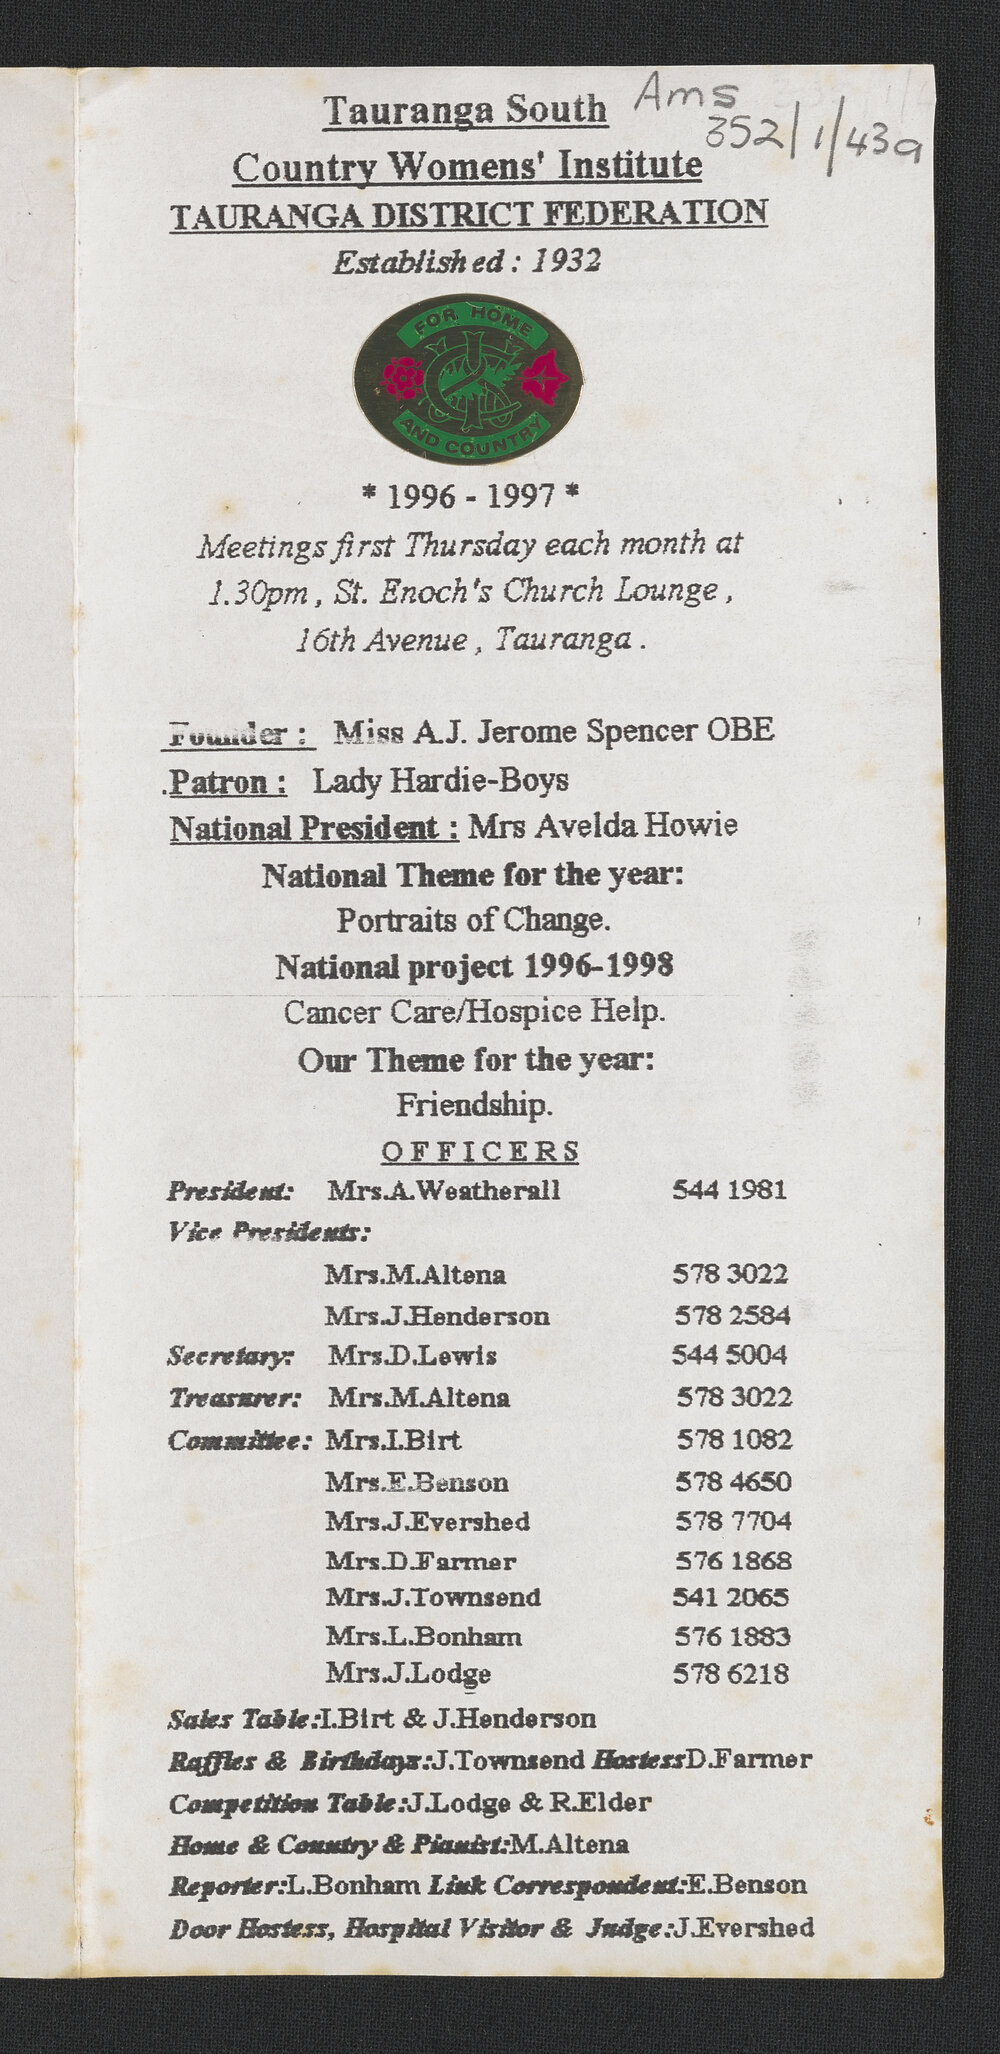 Ams
352/1/43a
Tauranga South
Country Womens' Institute
TAURANGA DISTRICT FEDERATION
Established : 1932
FOR HOME
AND COUNTRY
* 1996 - 1997 *
Meetings first Thursday each month at
1.30pm , St. Enoch's Church Lounge ,
16th Avenue , Tauranga .
Founder : Miss A.J. Jerome Spencer OBE
.Patron : Lady Hardie-Boys
National President : Mrs Avelda Howie
National Theme for the year:
Portraits of Change.
National project 1996-1998
Cancer Care/Hospice Help.
Our Theme for the year:
Friendship.
OFFICERS
President: Mrs.A.Weatherall 544 1981
Vice Presidents:
Mrs.M.Altena 578 3022
Mrs.J.Henderson 578 2584
Secretary: Mrs.D.Lewis 544 5004
Treasurer: Mrs.M.Altena 578 3022
Committee: Mrs.I.Birt 578 1082
Mrs.E.Benson 578 4650
Mrs.J.Evershed 578 7704
Mrs.D.Farmer 576 1868
Mrs.J.Townsend 541 2065
Mrs.L.Bonham 576 1883
Mrs.J.Lodge 578 6218
Sales Table:I.Birt & J.Henderson
Raffles & Birthdays:J.Townsend HostessD.Farmer
Competition Table:J.Lodge & R.Elder
Home & Country & Pianist:M.Altena
Reporter:L.Bonham Link Correspondent:E.Benson
Door Hostess, Hospital Visitor & Judge:J.Evershed